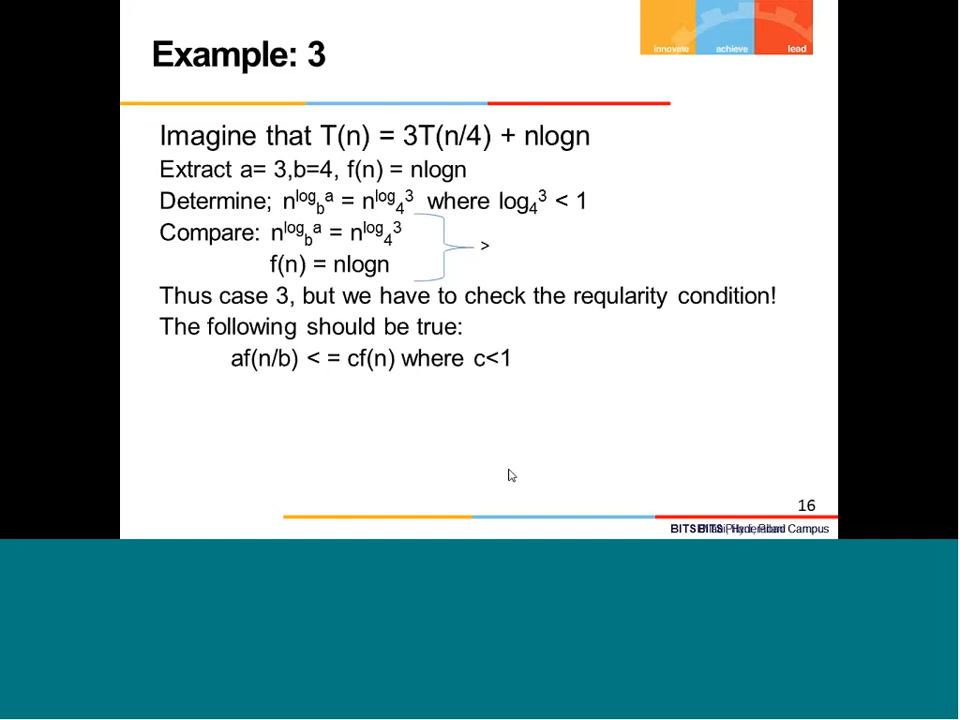 innovate achieve lead
Example: 3
Imagine that T(n) = 3T(n/4) + nlogn
Extract a= 3,b=4, f(n) = nlogn
Determine; n^log_b^a = n^log_4^3 where log_4^3 < 1
Compare: n^log_b^a = n^log_4^3
>
f(n) = nlogn
Thus case 3, but we have to check the reqularity condition!
The following should be true:
af(n/b) < = cf(n) where c<1
16
BITS Campus